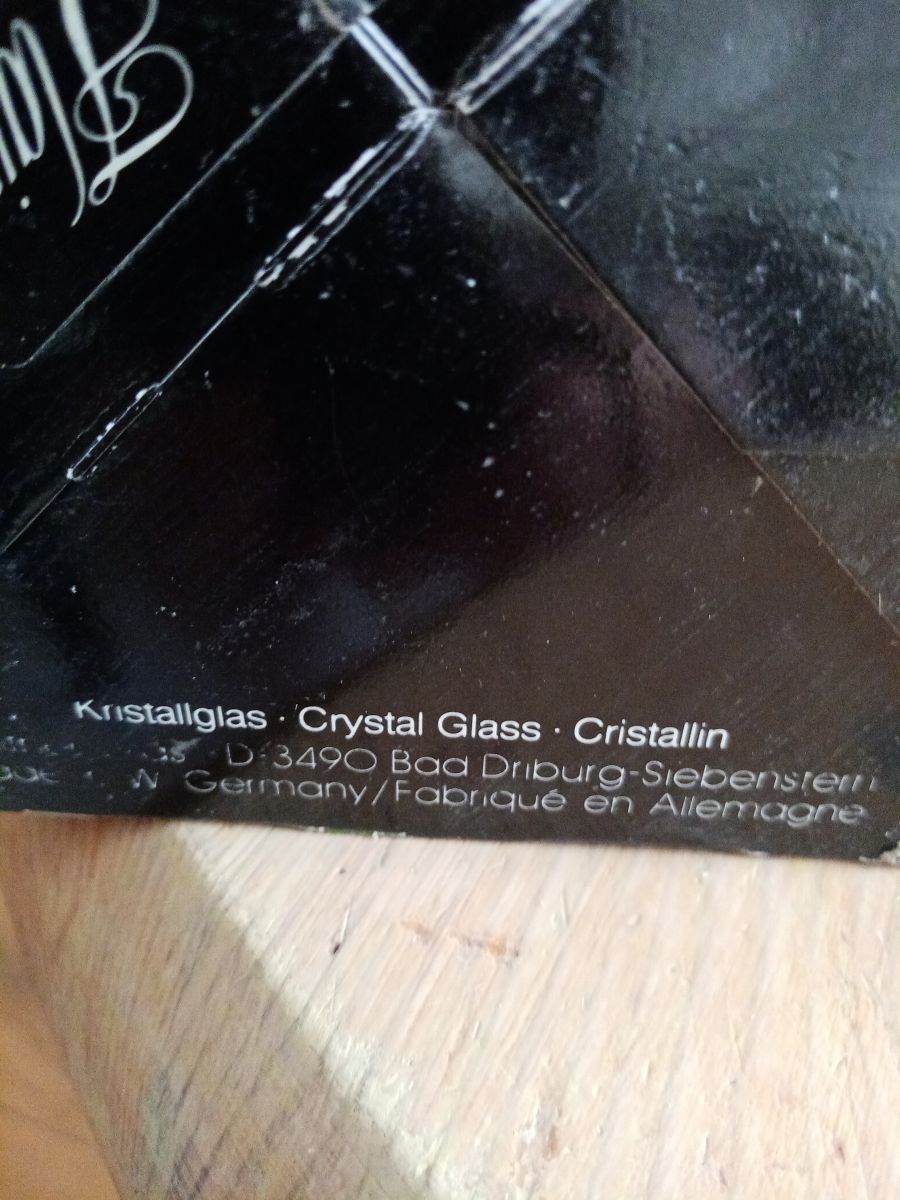 Kristallglas · Crystal Glass · Cristallin
D-3490 Bad Driburg-Siebenstern
W Germany/Fabriqué en Allemagne